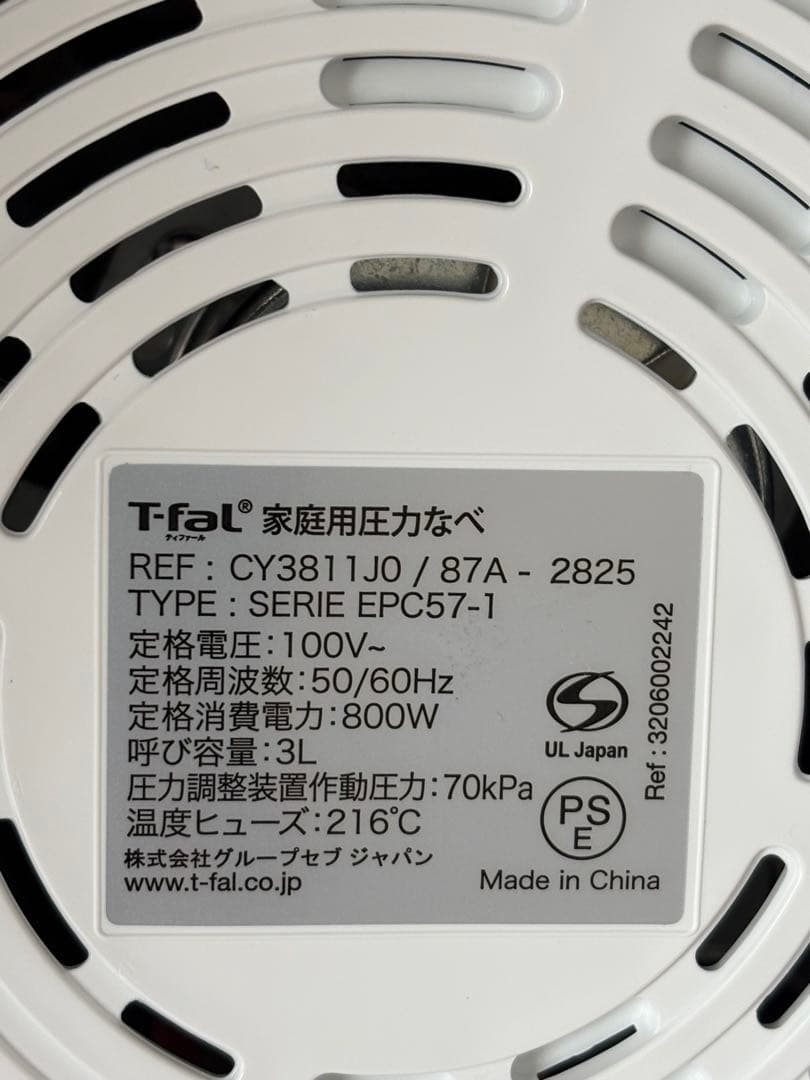 T-faL® 家庭用圧力なべ
ティファール
REF : CY3811J0 / 87A - 2825
TYPE : SERIE EPC57-1
定格電圧:100V~
定格周波数:50/60Hz
定格消費電力:800W
呼び容量:3L
圧力調整装置作動圧力:70kPa
温度ヒューズ:216℃
株式会社グループセブ ジャパン
www.t-fal.co.jp
S
UL Japan
PS
E
Made in China
Ref : 3206002242